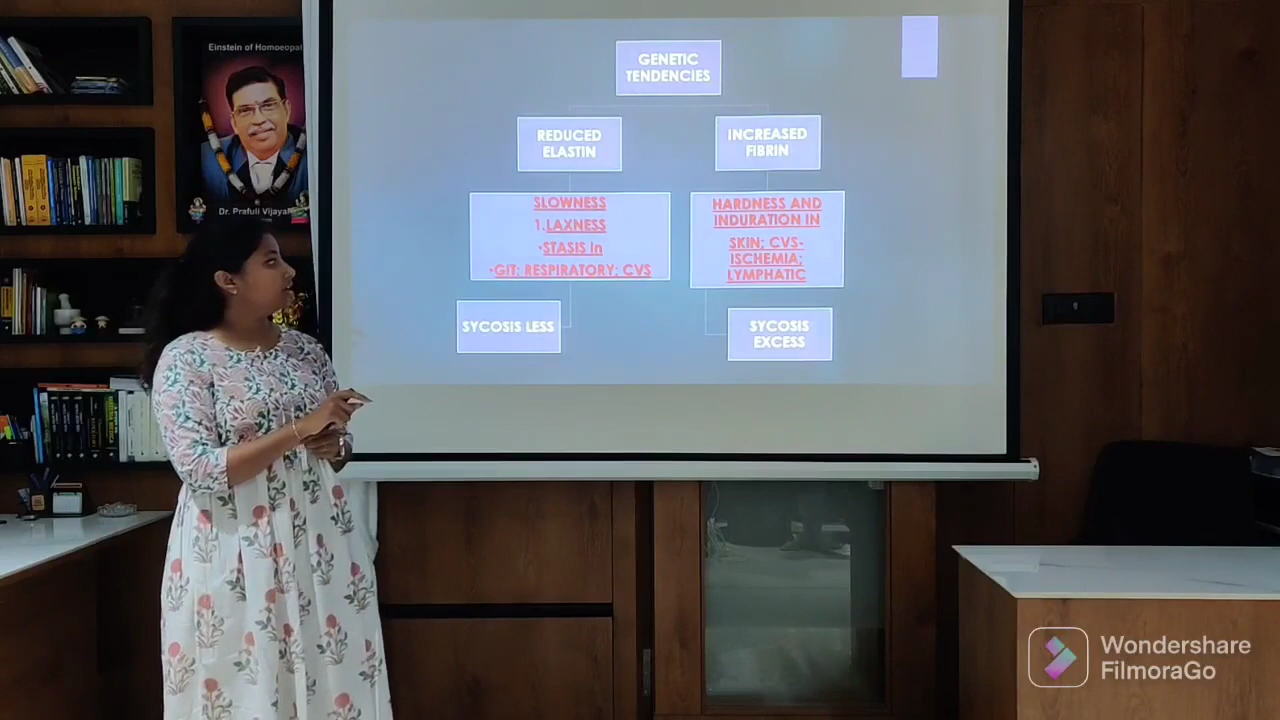 Einstein of Homoeopat
Dr. Prafull Vijayak
GENETIC
TENDENCIES
REDUCED
ELASTIN
INCREASED
FIBRIN
SLOWNESS
1.LAXNESS
•STASIS In
•GIT; RESPIRATORY; CVS
HARDNESS AND
INDURATION IN
SKIN; CVS-
ISCHEMIA;
LYMPHATIC
SYCOSIS LESS
SYCOSIS
EXCESS
Wondershare
FilmoraGo